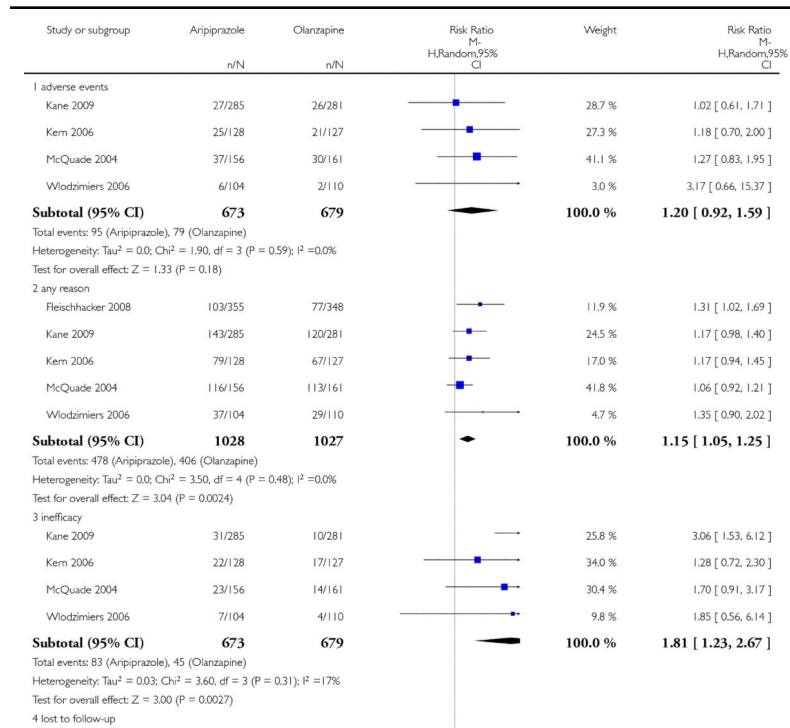 Study or subgroup Aripiprazole Olanzapine Risk Ratio Weight Risk Ratio
M- M-
H,Random,95% H,Random,95%
n/N n/N CI CI
1 adverse events
Kane 2009 27/285 26/281 28.7 % 1.02 [ 0.61, 1.71 ]
Kern 2006 25/128 21/127 27.3 % 1.18 [ 0.70, 2.00 ]
McQuade 2004 37/156 30/161 41.1 % 1.27 [ 0.83, 1.95 ]
Wlodzimiers 2006 6/104 2/110 3.0 % 3.17 [ 0.66, 15.37 ]
Subtotal (95% CI) 673 679 100.0 % 1.20 [ 0.92, 1.59 ]
Total events: 95 (Aripiprazole), 79 (Olanzapine)
Heterogeneity: Tau² = 0.0; Chi² = 1.90, df = 3 (P = 0.59); I² =0.0%
Test for overall effect: Z = 1.33 (P = 0.18)
2 any reason
Fleischhacker 2008 103/355 77/348 11.9 % 1.31 [ 1.02, 1.69 ]
Kane 2009 143/285 120/281 24.5 % 1.17 [ 0.98, 1.40 ]
Kern 2006 79/128 67/127 17.0 % 1.17 [ 0.94, 1.45 ]
McQuade 2004 116/156 113/161 41.8 % 1.06 [ 0.92, 1.21 ]
Wlodzimiers 2006 37/104 29/110 4.7 % 1.35 [ 0.90, 2.02 ]
Subtotal (95% CI) 1028 1027 100.0 % 1.15 [ 1.05, 1.25 ]
Total events: 478 (Aripiprazole), 406 (Olanzapine)
Heterogeneity: Tau² = 0.0; Chi² = 3.50, df = 4 (P = 0.48); I² =0.0%
Test for overall effect: Z = 3.04 (P = 0.0024)
3 inefficacy
Kane 2009 31/285 10/281 25.8 % 3.06 [ 1.53, 6.12 ]
Kern 2006 22/128 17/127 34.0 % 1.28 [ 0.72, 2.30 ]
McQuade 2004 23/156 14/161 30.4 % 1.70 [ 0.91, 3.17 ]
Wlodzimiers 2006 7/104 4/110 9.8 % 1.85 [ 0.56, 6.14 ]
Subtotal (95% CI) 673 679 100.0 % 1.81 [ 1.23, 2.67 ]
Total events: 83 (Aripiprazole), 45 (Olanzapine)
Heterogeneity: Tau² = 0.03; Chi² = 3.60, df = 3 (P = 0.31); I² =17%
Test for overall effect: Z = 3.00 (P = 0.0027)
4 lost to follow-up